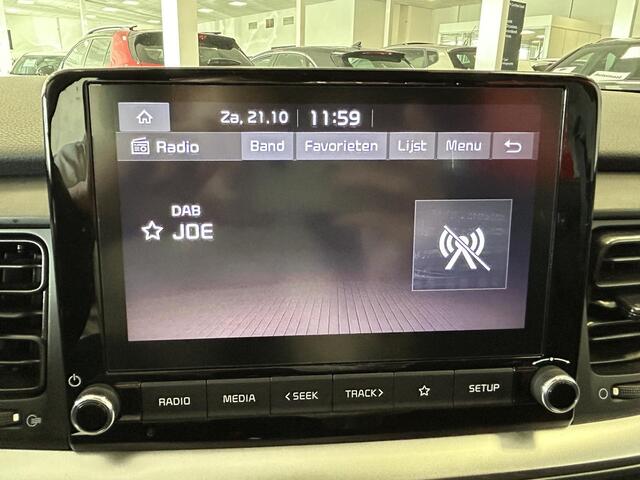 Za, 21.10 11:59
Radio Band Favorieten Lijst Menu
DAB
JOE
RADIO MEDIA <SEEK TRACK> SETUP